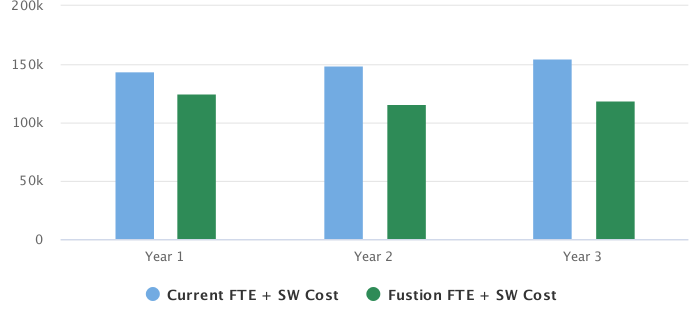 200k
150k
100k
50k
0
Year 1 Year 2 Year 3
Current FTE + SW Cost Fustion FTE + SW Cost